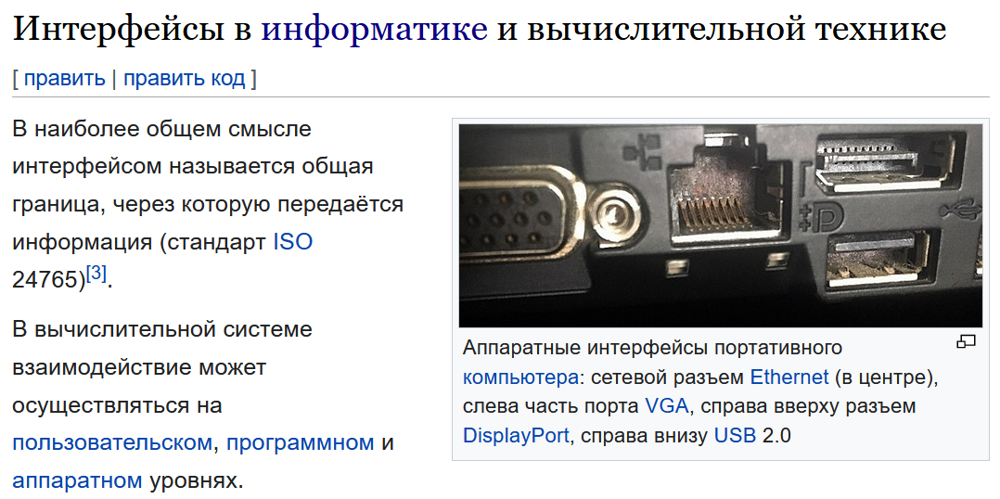 Интерфейсы в информатике и вычислительной технике
[ править | править код ]
В наиболее общем смысле
интерфейсом называется общая
граница, через которую передаётся
информация (стандарт ISO
24765)[3].
В вычислительной системе
взаимодействие может
осуществляться на
пользовательском, программном и
аппаратном уровнях.
Аппаратные интерфейсы портативного
компьютера: сетевой разъем Ethernet (в центре),
слева часть порта VGA, справа вверху разъем
DisplayPort, справа внизу USB 2.0